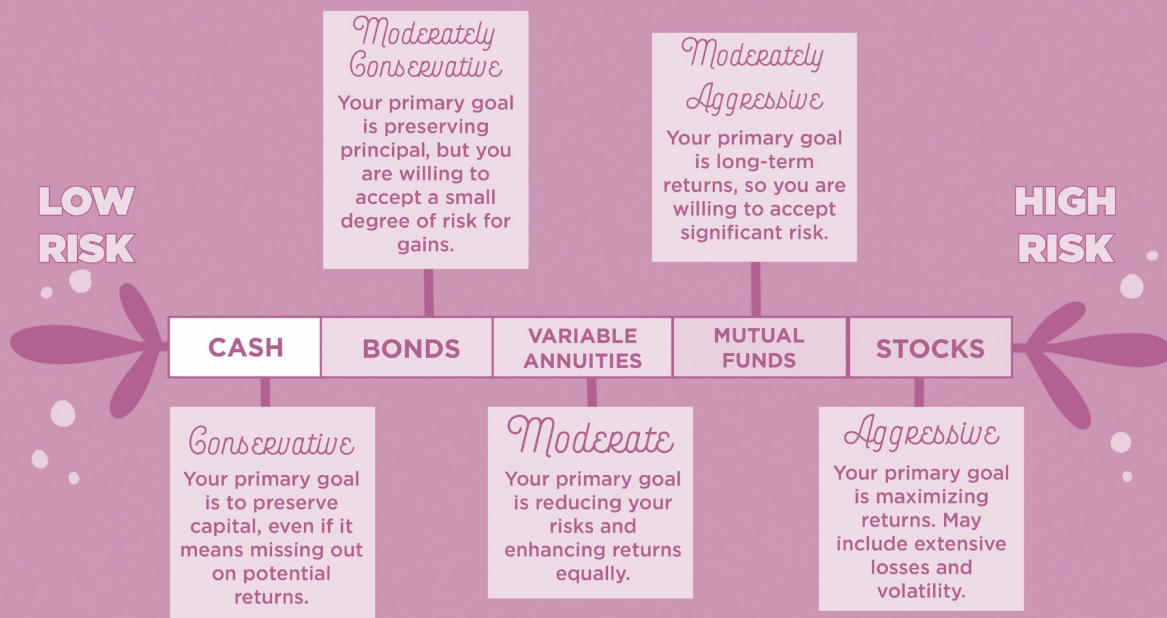 Moderately
Conservative
Your primary goal
is preserving
principal, but you
are willing to
accept a small
degree of risk for
gains.
Moderately
Aggressive
Your primary goal
is long-term
returns, so you are
willing to accept
significant risk.
LOW
RISK
HIGH
RISK
CASH
BONDS
VARIABLE
ANNUITIES
MUTUAL
FUNDS
STOCKS
Conservative
Your primary goal
is to preserve
capital, even if it
means missing out
on potential
returns.
Moderate
Your primary goal
is reducing your
risks and
enhancing returns
equally.
Aggressive
Your primary goal
is maximizing
returns. May
include extensive
losses and
volatility.